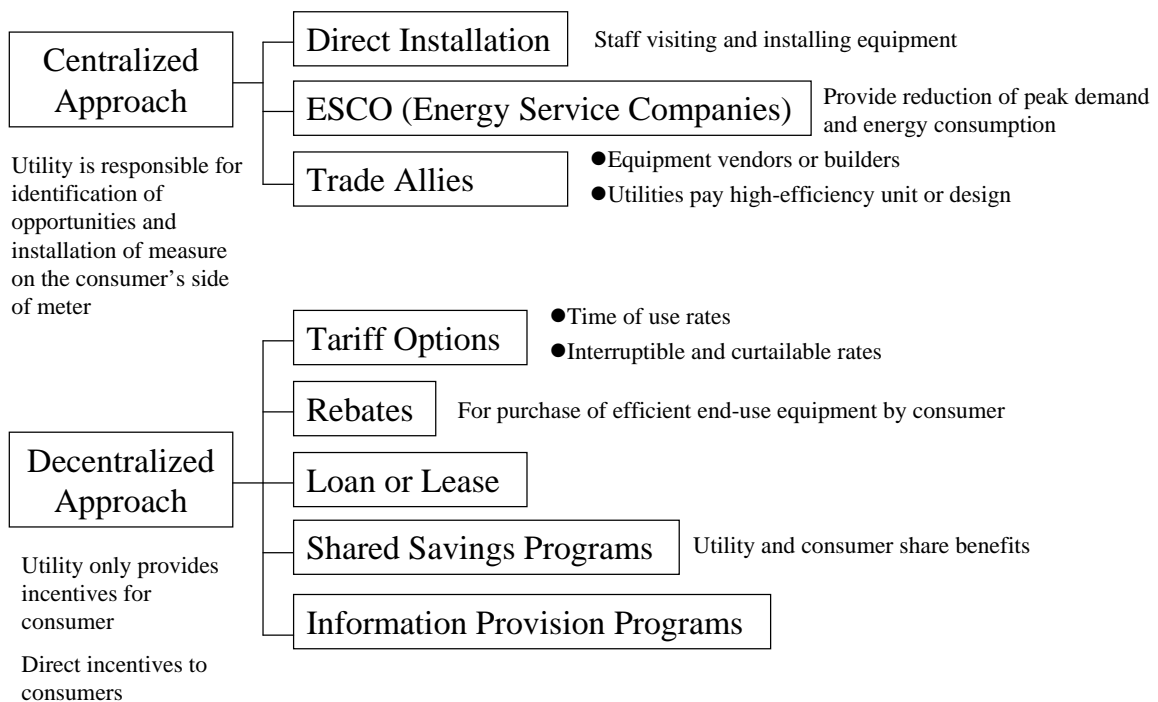 Centralized
Approach
Utility is responsible for
identification of
opportunities and
installation of measure
on the consumer’s side
of meter
Direct Installation
Staff visiting and installing equipment
ESCO (Energy Service Companies)
Provide reduction of peak demand
and energy consumption
Trade Allies
●Equipment vendors or builders
●Utilities pay high-efficiency unit or design
Decentralized
Approach
Utility only provides
incentives for
consumer
Direct incentives to
consumers
Tariff Options
●Time of use rates
●Interruptible and curtailable rates
Rebates
For purchase of efficient end-use equipment by consumer
Loan or Lease
Shared Savings Programs
Utility and consumer share benefits
Information Provision Programs